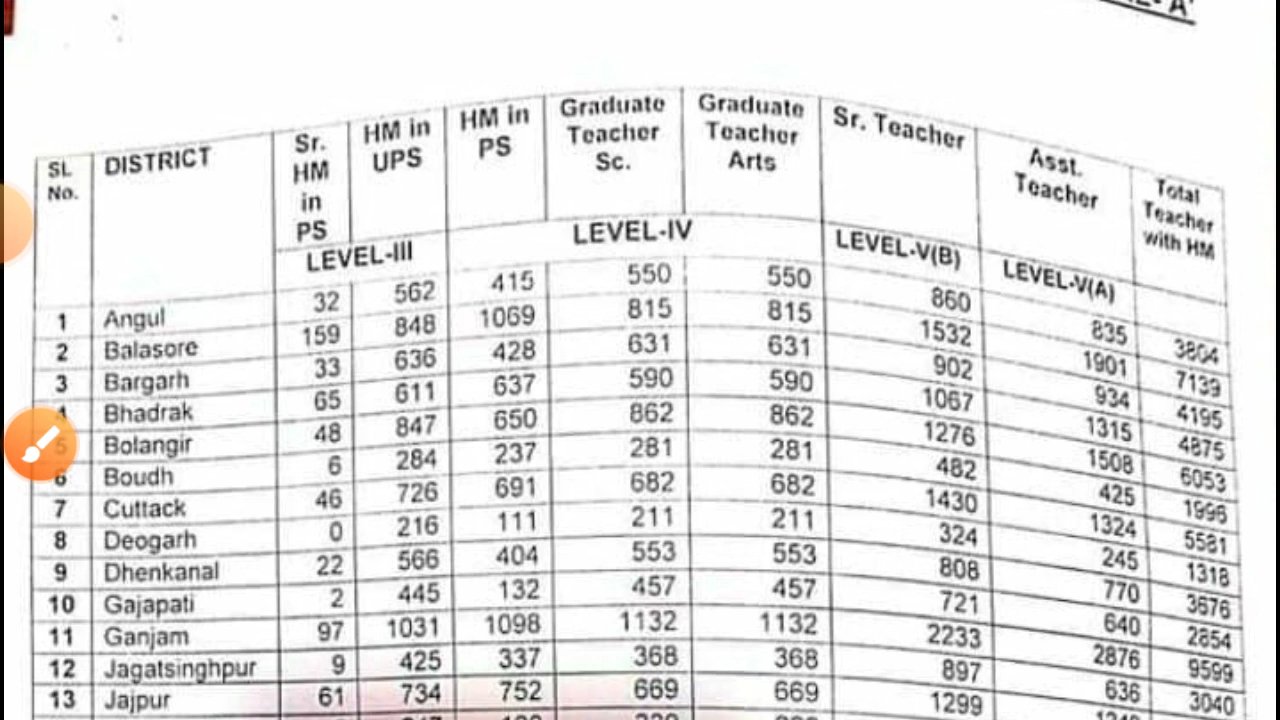 SL No. DISTRICT Sr. HM in PS HM in UPS HM in PS Graduate Teacher Sc. Graduate Teacher Arts Sr. Teacher Asst. Teacher Total Teacher with HM
LEVEL-III LEVEL-IV LEVEL-V(B) LEVEL-V(A)
1 Angul 32 562 415 550 550 860 835 3804
2 Balasore 159 848 1069 815 815 1532 1901 7139
3 Bargarh 33 636 428 631 631 902 934 4195
4 Bhadrak 65 611 637 590 590 1067 1315 4875
5 Bolangir 48 847 650 862 862 1276 1508 6053
6 Boudh 6 284 237 281 281 482 425 1996
7 Cuttack 46 726 691 682 682 1430 1324 5581
8 Deogarh 0 216 111 211 211 324 245 1318
9 Dhenkanal 22 566 404 553 553 808 770 3676
10 Gajapati 2 445 132 457 457 721 640 2854
11 Ganjam 97 1031 1098 1132 1132 2233 2876 9599
12 Jagatsinghpur 9 425 337 368 368 897 636 3040
13 Jajpur 61 734 752 669 669 1299